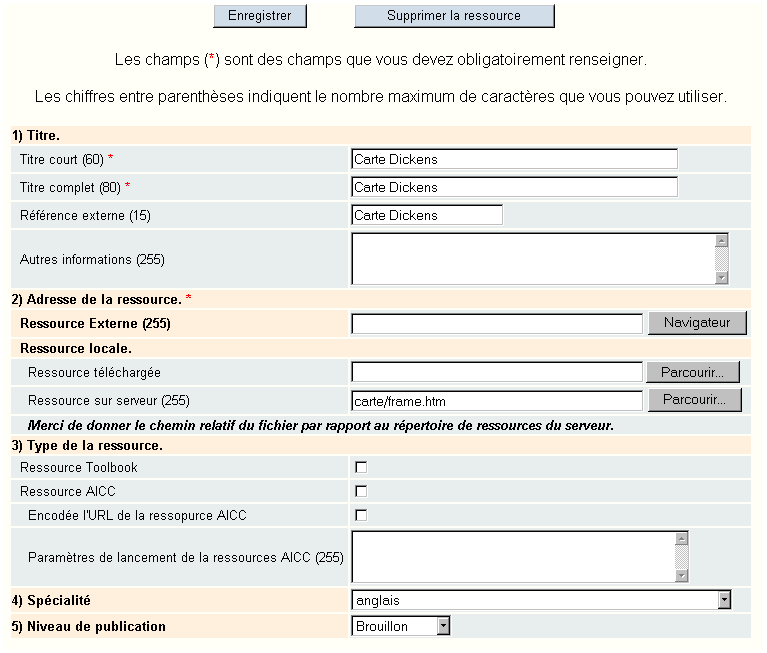 Enregistrer Supprimer la ressource
Les champs (*) sont des champs que vous devez obligatoirement renseigner.
Les chiffres entre parenthèses indiquent le nombre maximum de caractères que vous pouvez utiliser.
1) Titre.
Titre court (60) * Carte Dickens
Titre complet (80) * Carte Dickens
Référence externe (15) Carte Dickens
Autres informations (255)
2) Adresse de la ressource. *
Ressource Externe (255) Navigateur
Ressource locale.
Ressource téléchargée Parcourir...
Ressource sur serveur (255) carte/frame.htm Parcourir...
Merci de donner le chemin relatif du fichier par rapport au répertoire de ressources du serveur.
3) Type de la ressource.
Ressource Toolbook
Ressource AICC
Encodée l'URL de la ressopurce AICC
Paramètres de lancement de la ressources AICC (255)
4) Spécialité anglais
5) Niveau de publication Brouillon